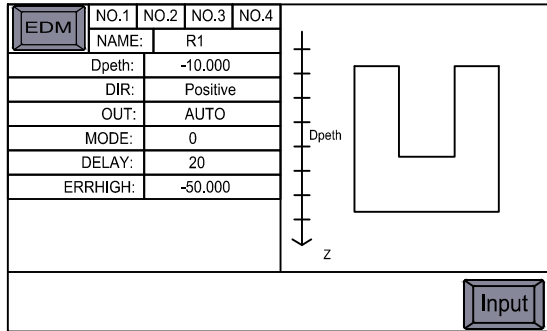 EDM
NO.1 NO.2 NO.3 NO.4
NAME: R1
Dpeth: -10.000
DIR: Positive
OUT: AUTO
MODE: 0
DELAY: 20
ERRHIGH: -50.000
Dpeth
Z
Input